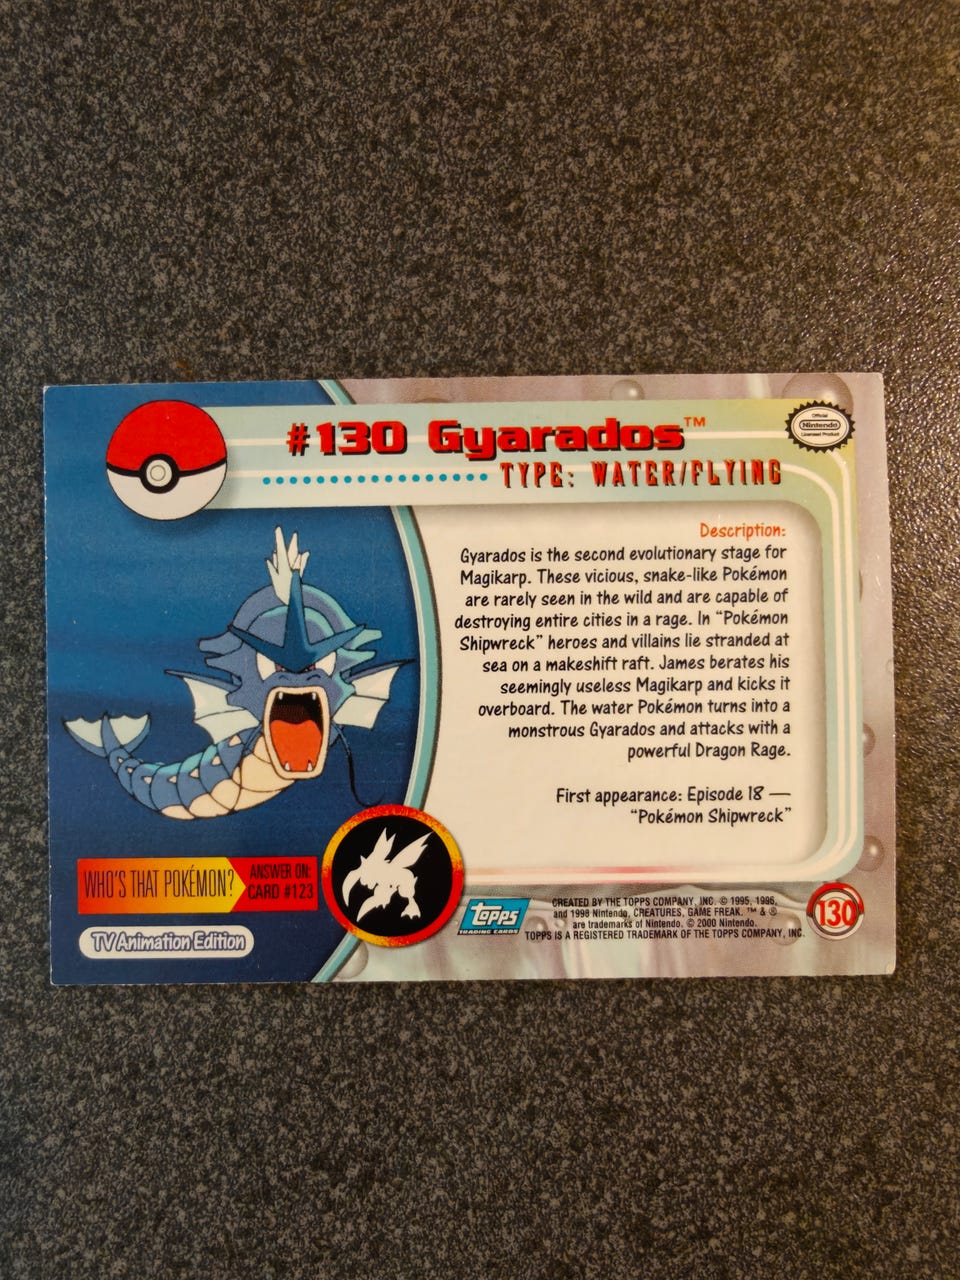 #130 Gyarados™
TYPE: WATER/FLYING
Official
Nintendo
Licensed Product
Description:
Gyarados is the second evolutionary stage for
Magikarp. These vicious, snake-like Pokémon
are rarely seen in the wild and are capable of
destroying entire cities in a rage. In “Pokémon
Shipwreck” heroes and villains lie stranded at
sea on a makeshift raft. James berates his
seemingly useless Magikarp and kicks it
overboard. The water Pokémon turns into a
monstrous Gyarados and attacks with a
powerful Dragon Rage.
First appearance: Episode 18 —
“Pokémon Shipwreck”
WHO'S THAT POKÉMON?
ANSWER ON:
CARD #123
TV Animation Edition
topps
TRADING CARDS
CREATED BY THE TOPPS COMPANY, INC. © 1995, 1996,
and 1998 Nintendo, CREATURES, GAME FREAK. ™ & ®
are trademarks of Nintendo. © 2000 Nintendo.
TOPPS IS A REGISTERED TRADEMARK OF THE TOPPS COMPANY, INC.
130